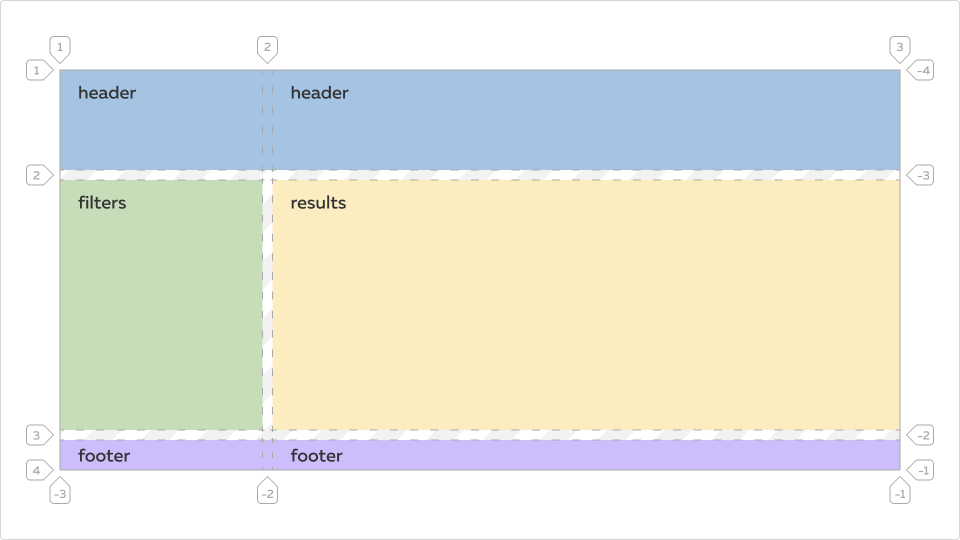 1 2 3
1 -4
header header
2 -3
filters results
3 -2
footer footer
4 -1
-3 -2 -1